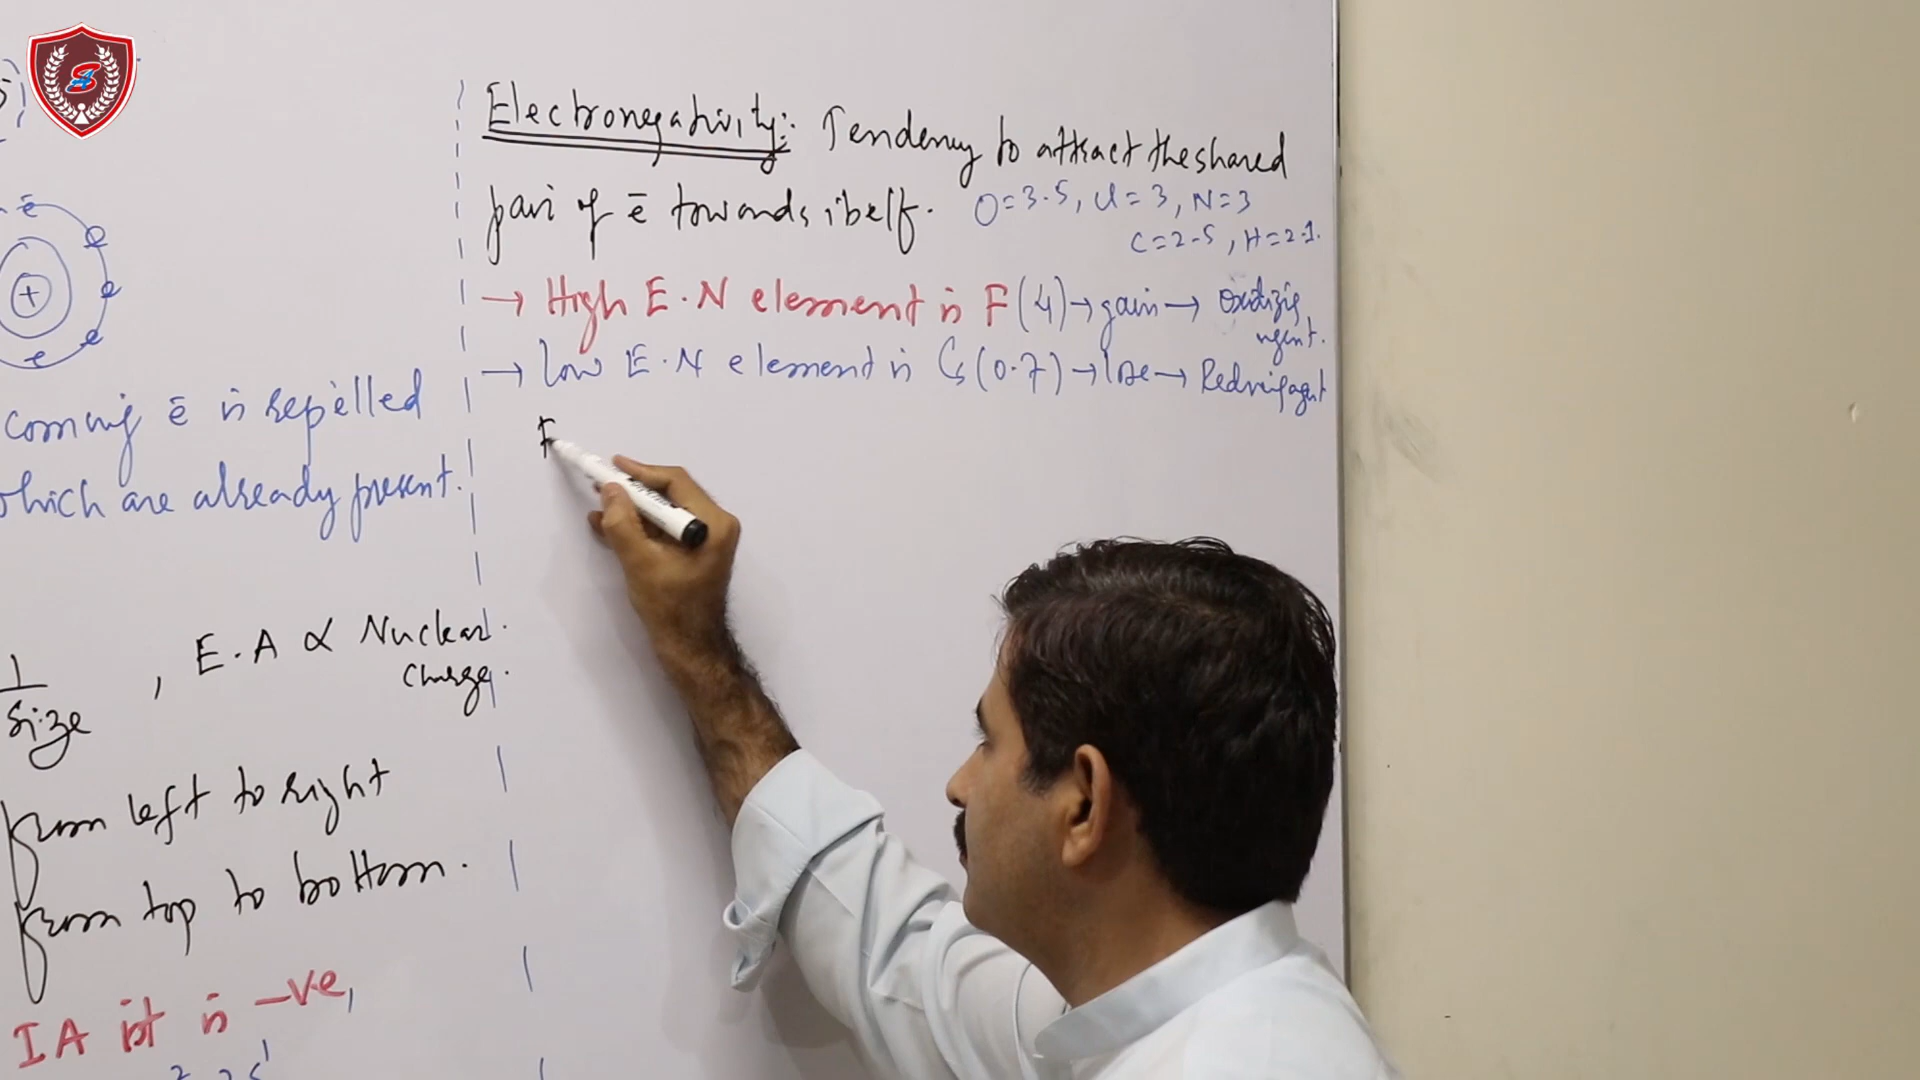 ē
e
e
e
e
+
coming ē is repelled
which are already present.
1
size
, E.A ∝ Nuclear
charge.
from left to right
from top to bottom.
IA ist is -ve,
Electronegativity: Tendency to attract the shared
pair of ē towards itself. O=3.5, Cl=3, N=3
C=2.5, H=2.1.
→ High E.N element is F(4)→gain→ oxidizing
agent.
→ low E.N element is Cs(0.7)→lose→ Reducing agent
F